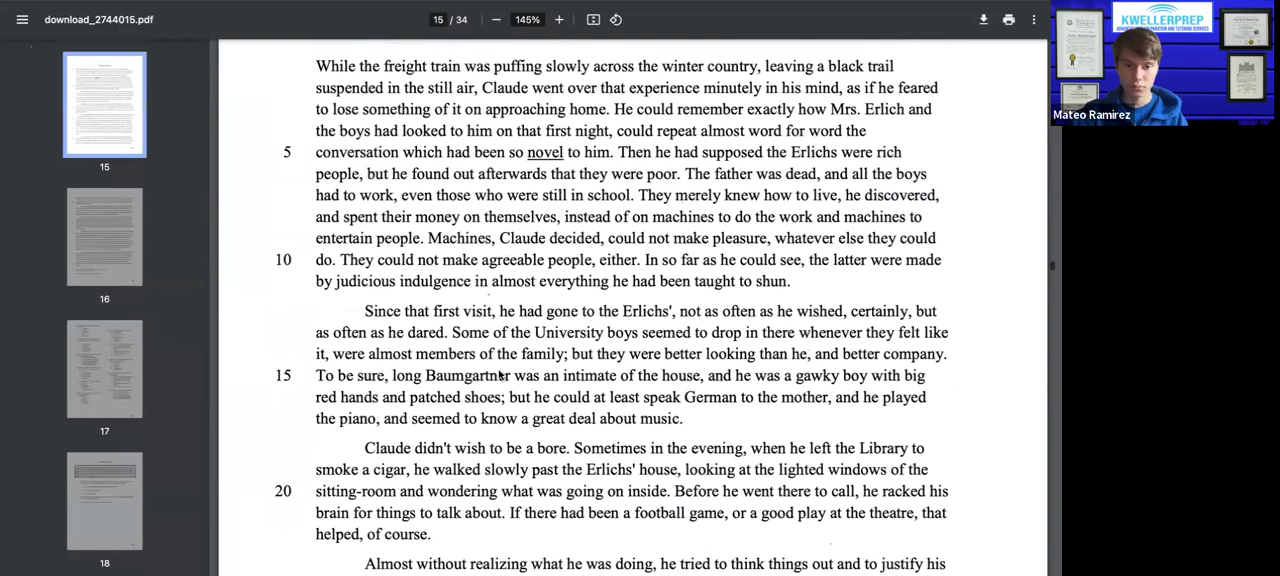 download_2744015.pdf
15 / 34
145%
KWELLERPREP
Mateo Ramirez
15
16
17
18
While the night train was puffing slowly across the winter country, leaving a black trail
suspended in the still air, Claude went over that experience minutely in his mind, as if he feared
to lose something of it on approaching home. He could remember exactly how Mrs. Erlich and
the boys had looked to him on that first night, could repeat almost word for word the
5 conversation which had been so novel to him. Then he had supposed the Erlichs were rich
people, but he found out afterwards that they were poor. The father was dead, and all the boys
had to work, even those who were still in school. They merely knew how to live, he discovered,
and spent their money on themselves, instead of on machines to do the work and machines to
entertain people. Machines, Claude decided, could not make pleasure, whatever else they could
10 do. They could not make agreeable people, either. In so far as he could see, the latter were made
by judicious indulgence in almost everything he had been taught to shun.
Since that first visit, he had gone to the Erlichs', not as often as he wished, certainly, but
as often as he dared. Some of the University boys seemed to drop in there whenever they felt like
it, were almost members of the family; but they were better looking than he, and better company.
15 To be sure, long Baumgartner was an intimate of the house, and he was a gawky boy with big
red hands and patched shoes; but he could at least speak German to the mother, and he played
the piano, and seemed to know a great deal about music.
Claude didn't wish to be a bore. Sometimes in the evening, when he left the Library to
smoke a cigar, he walked slowly past the Erlichs' house, looking at the lighted windows of the
20 sitting-room and wondering what was going on inside. Before he went there to call, he racked his
brain for things to talk about. If there had been a football game, or a good play at the theatre, that
helped, of course.
Almost without realizing what he was doing, he tried to think things out and to justify his